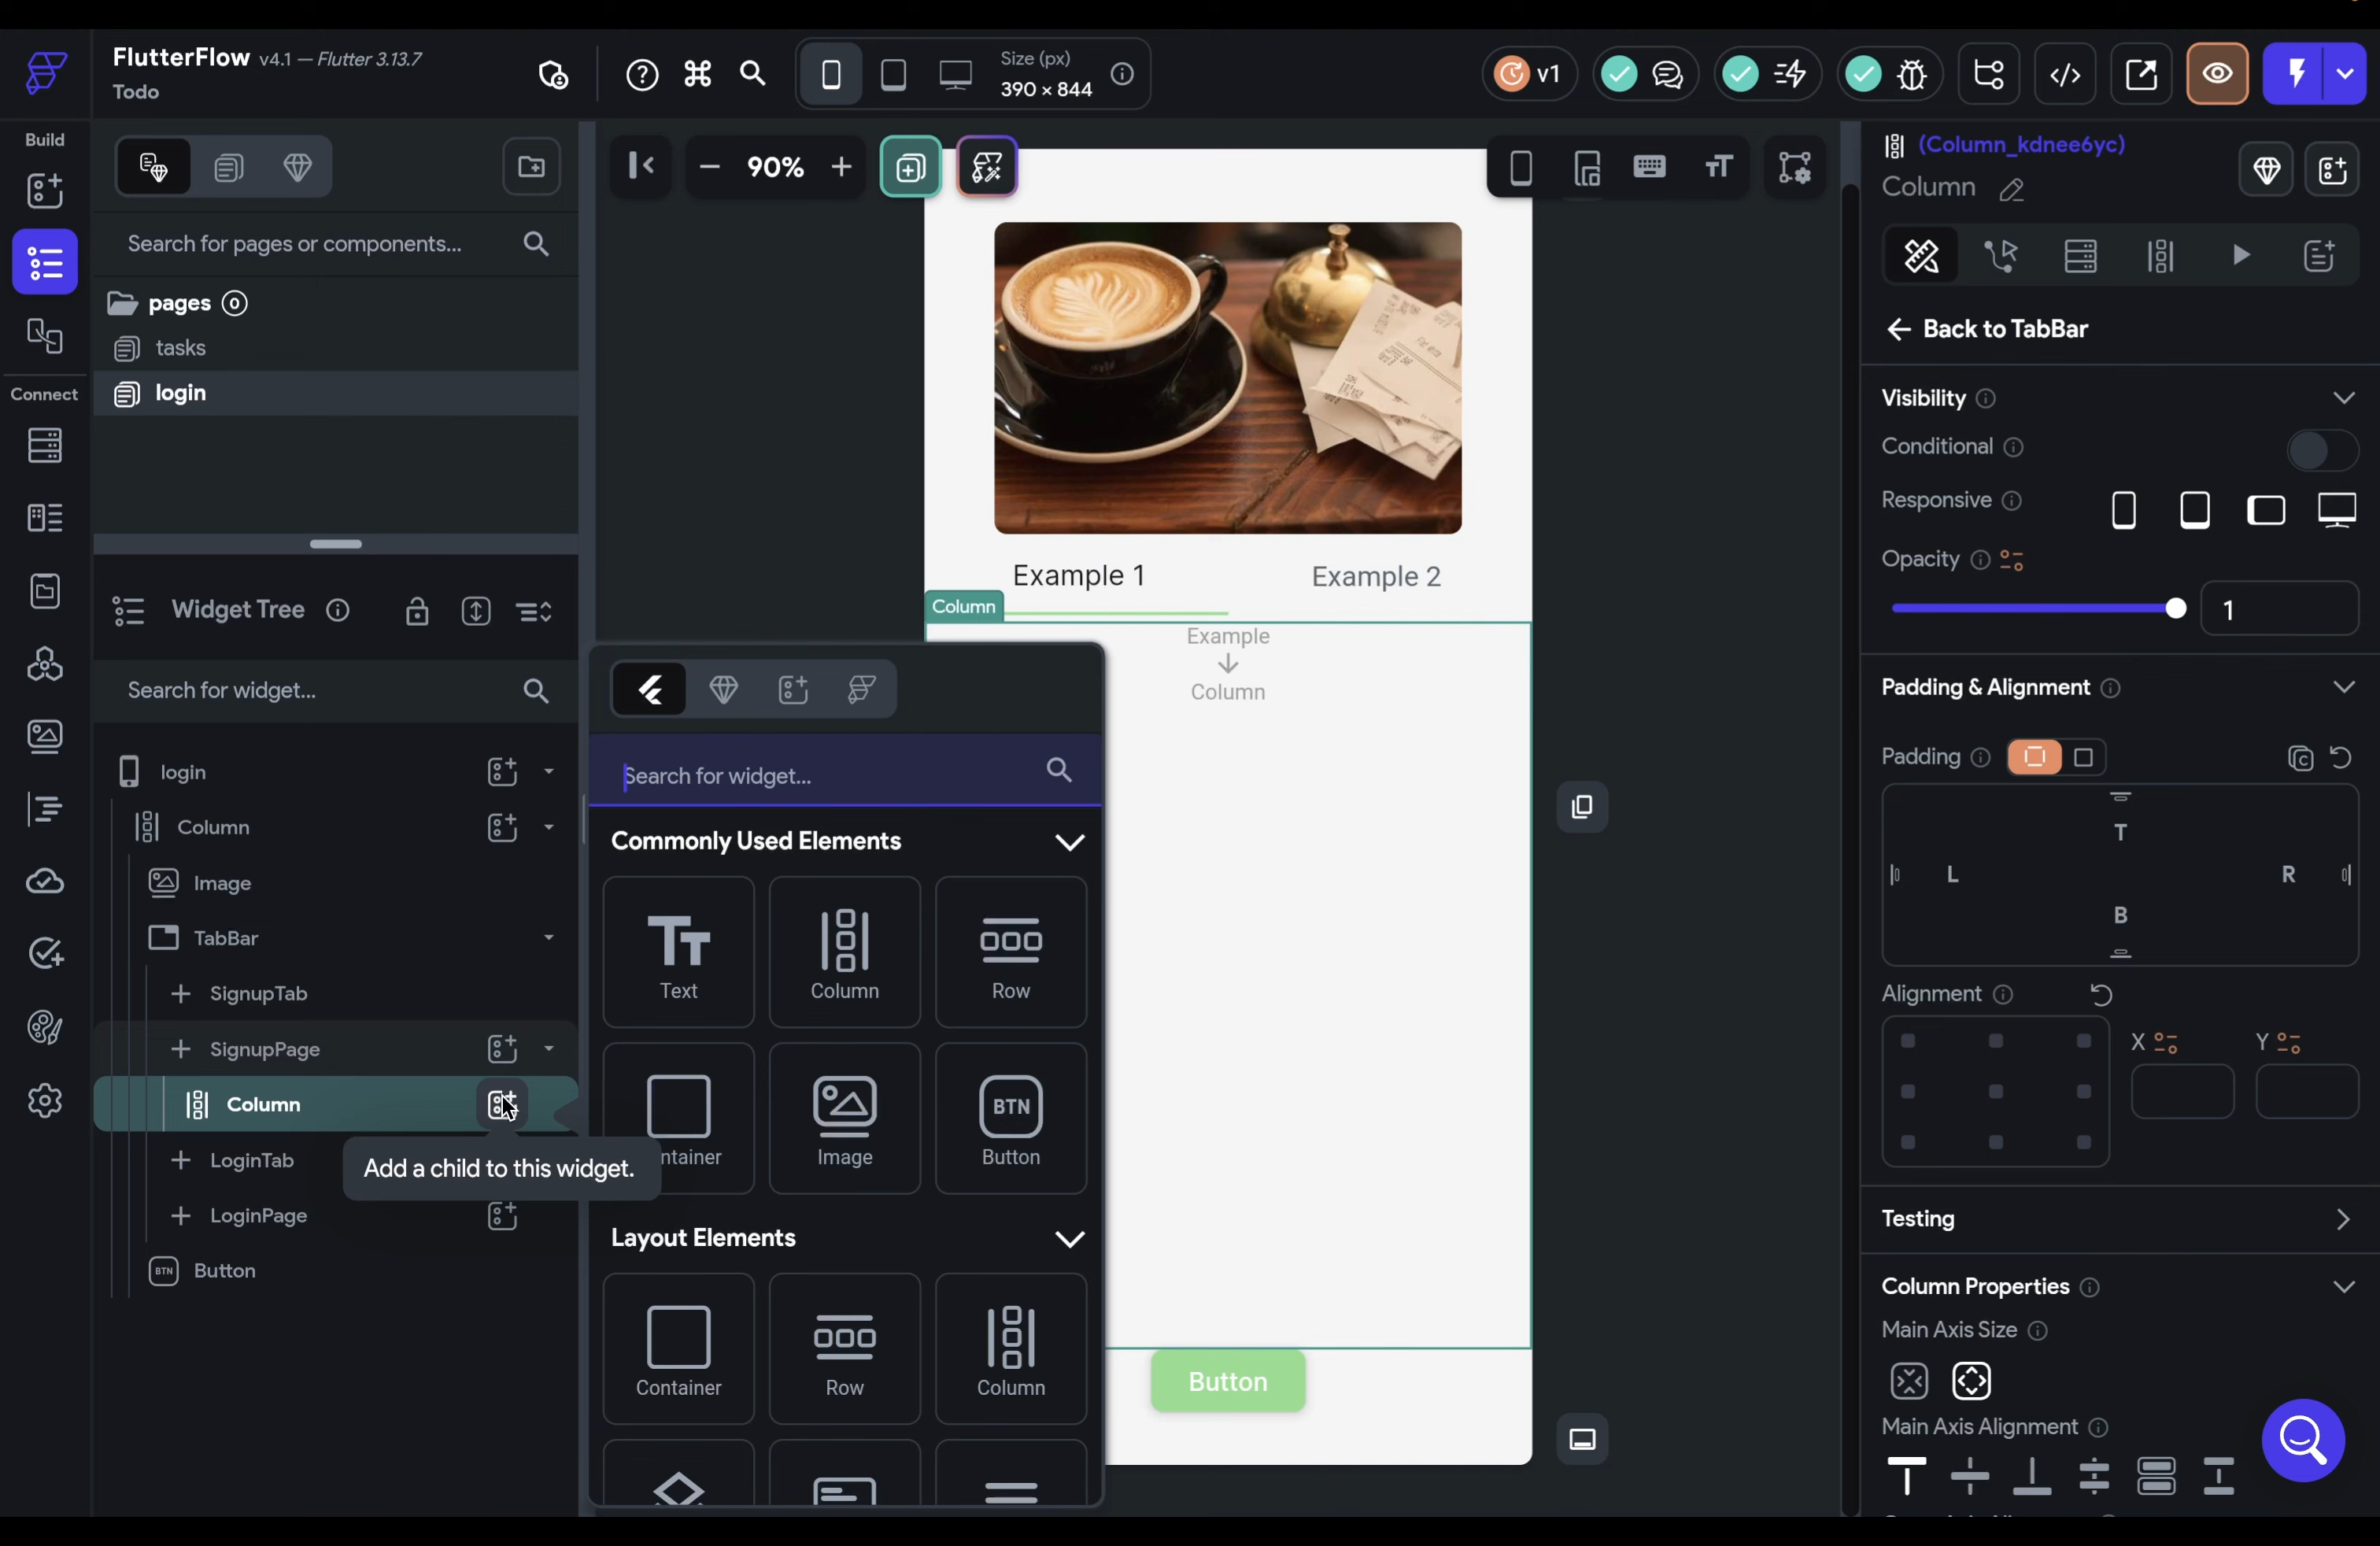 FlutterFlow v4.1 — Flutter 3.13.7
Todo
Size (px)
390 × 844
v1
Build
Connect
Search for pages or components...
pages 0
tasks
login
Widget Tree
Search for widget...
login
Column
Image
TabBar
SignupTab
SignupPage
Column
LoginTab
LoginPage
BTN Button
Add a child to this widget.
90%
Example 1
Example 2
Column
Example
Column
Button
Search for widget...
Commonly Used Elements
Text
Column
Row
ntainer
Image
BTN
Button
Layout Elements
Container
Row
Column
(Column_kdnee6yc)
Column
Back to TabBar
Visibility
Conditional
Responsive
Opacity
1
Padding & Alignment
Padding
T
L
R
B
Alignment
X
Y
Testing
Column Properties
Main Axis Size
Main Axis Alignment